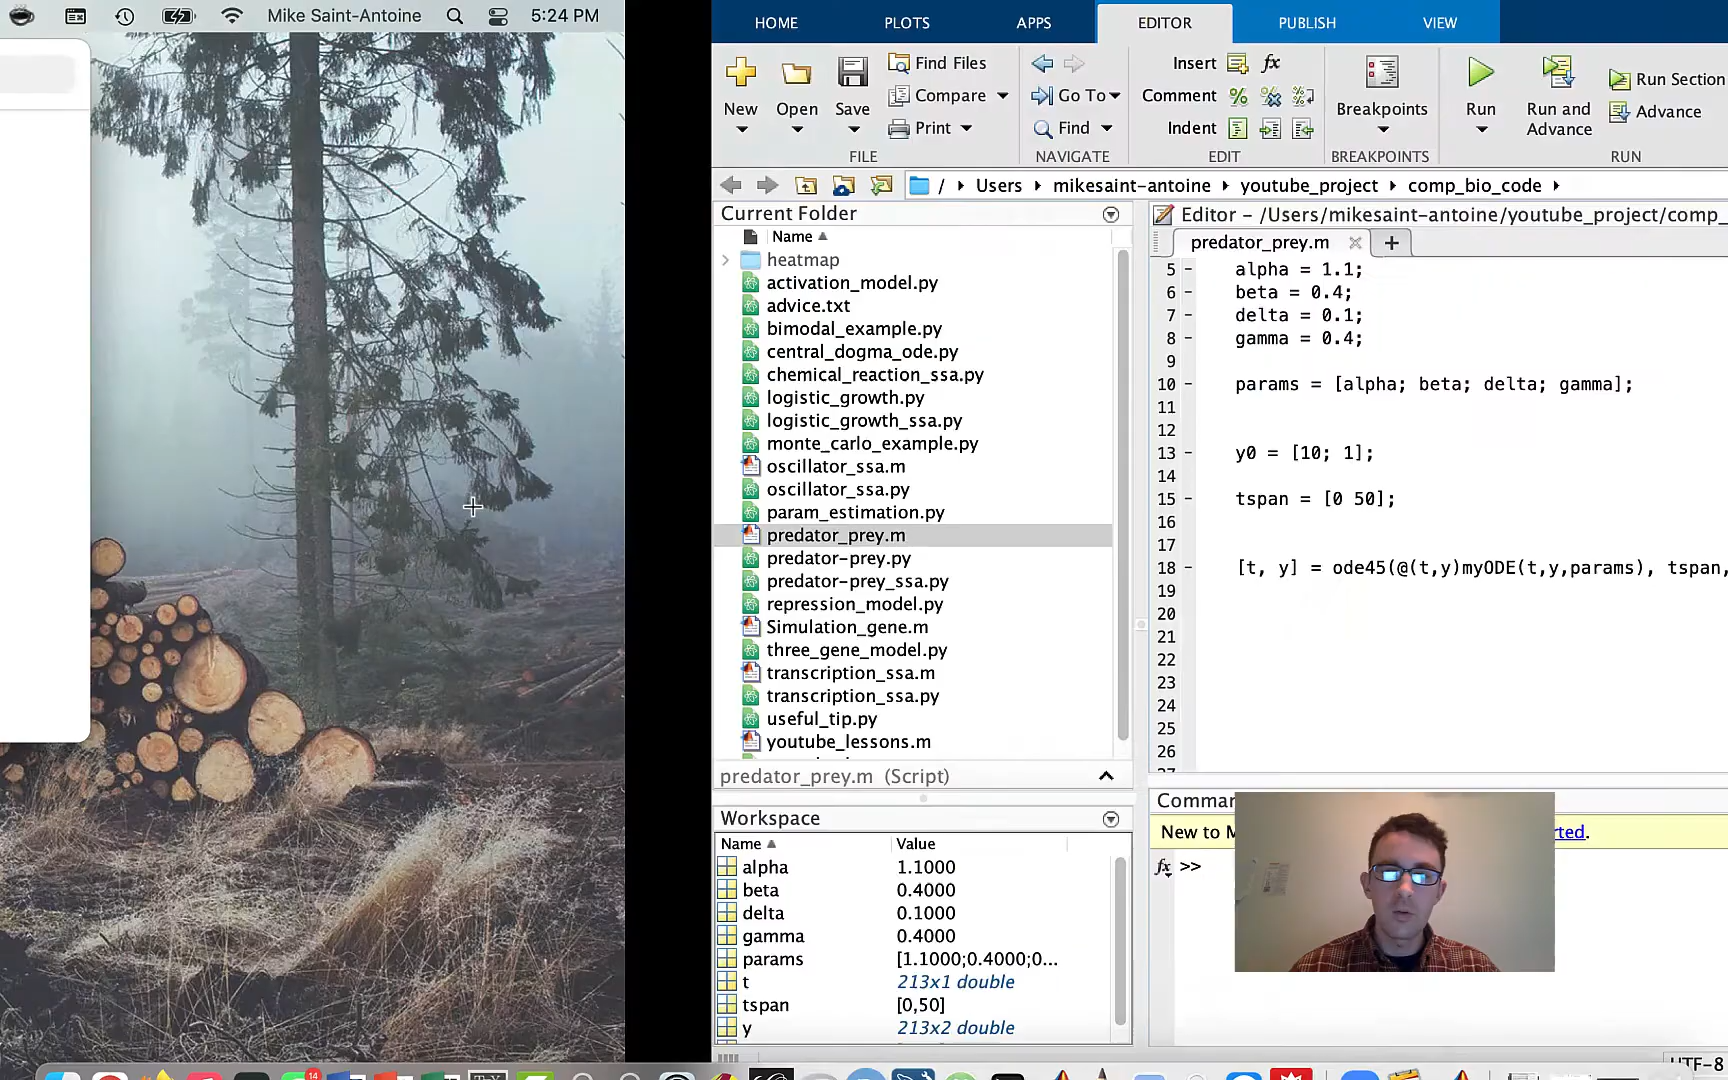 Mike Saint-Antoine 5:24 PM
HOME PLOTS APPS EDITOR PUBLISH VIEW
New Open Save Find Files Compare Print
FILE
Go To Find
NAVIGATE
Insert fx
Comment % 
Indent
EDIT
Breakpoints
BREAKPOINTS
Run Run and Advance Run Section Advance
RUN
/ Users mikesaint-antoine youtube_project comp_bio_code
Current Folder
Name
heatmap
activation_model.py
advice.txt
bimodal_example.py
central_dogma_ode.py
chemical_reaction_ssa.py
logistic_growth.py
logistic_growth_ssa.py
monte_carlo_example.py
oscillator_ssa.m
oscillator_ssa.py
param_estimation.py
predator_prey.m
predator-prey.py
predator-prey_ssa.py
repression_model.py
Simulation_gene.m
three_gene_model.py
transcription_ssa.m
transcription_ssa.py
useful_tip.py
youtube_lessons.m
predator_prey.m (Script)
Workspace
Name Value
alpha 1.1000
beta 0.4000
delta 0.1000
gamma 0.4000
params [1.1000;0.4000;0...
t 213x1 double
tspan [0,50]
y 213x2 double
Editor - /Users/mikesaint-antoine/youtube_project/comp_
predator_prey.m
5 - alpha = 1.1;
6 - beta = 0.4;
7 - delta = 0.1;
8 - gamma = 0.4;
9
10 - params = [alpha; beta; delta; gamma];
11
12
13 - y0 = [10; 1];
14
15 - tspan = [0 50];
16
17
18 - [t, y] = ode45(@(t,y)myODE(t,y,params), tspan,
19
20
21
22
23
24
25
26
Comma
New to M rted.
fx >>
UTF-8
14